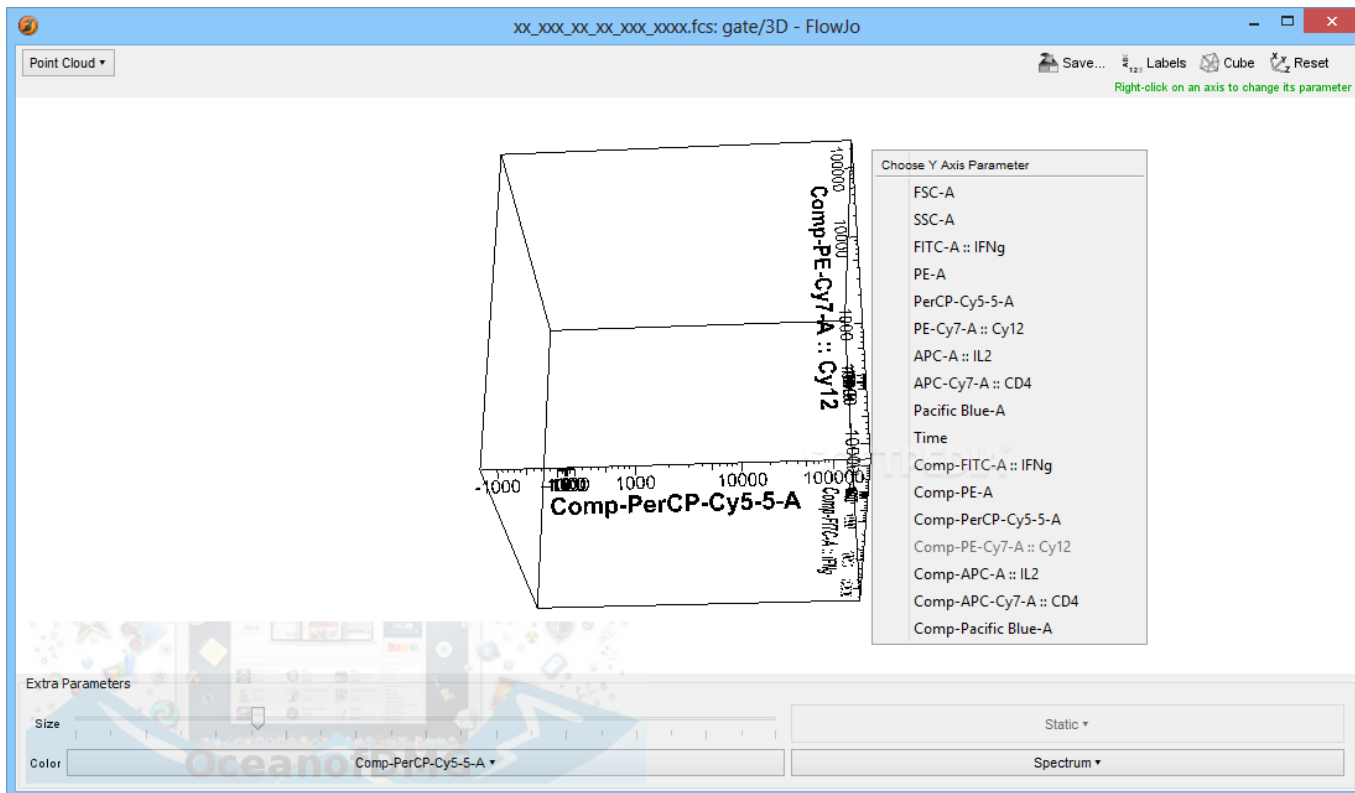 xx_xxx_xx_xx_xxx_xxxx.fcs: gate/3D - FlowJo
Point Cloud
Save... Labels Cube Reset
Right-click on an axis to change its parameter
100000
10000
1000
Comp-PE-Cy7-A :: Cy12
-1000 1000 10000 100000
Comp-PerCP-Cy5-5-A
Comp-FITC-A :: IFNg
Choose Y Axis Parameter
FSC-A
SSC-A
FITC-A :: IFNg
PE-A
PerCP-Cy5-5-A
PE-Cy7-A :: Cy12
APC-A :: IL2
APC-Cy7-A :: CD4
Pacific Blue-A
Time
Comp-FITC-A :: IFNg
Comp-PE-A
Comp-PerCP-Cy5-5-A
Comp-PE-Cy7-A :: Cy12
Comp-APC-A :: IL2
Comp-APC-Cy7-A :: CD4
Comp-Pacific Blue-A
Extra Parameters
Size
Static
Color
Comp-PerCP-Cy5-5-A
Spectrum
OceanofDMG